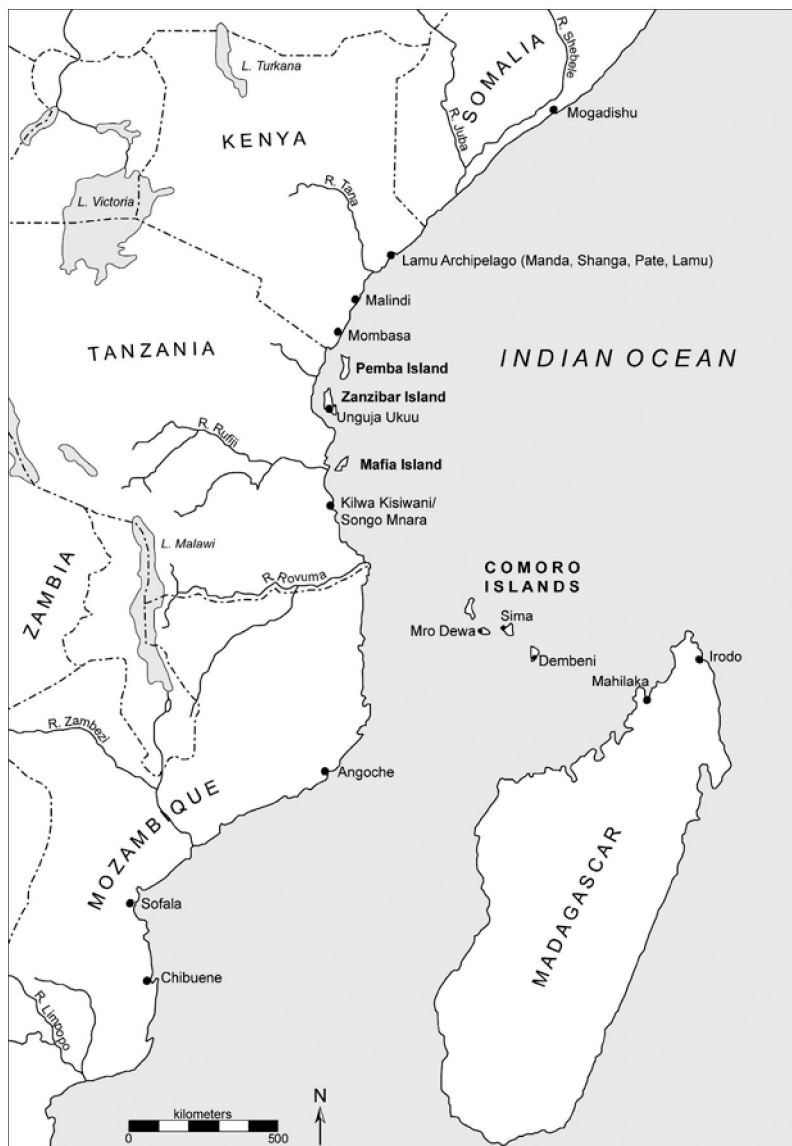 L. Turkana
SOMALIA
R. Shebele
KENYA
R. Juba
Mogadishu
L. Victoria
R. Tana
Lamu Archipelago (Manda, Shanga, Pate, Lamu)
Malindi
Mombasa
TANZANIA
INDIAN OCEAN
Pemba Island
Zanzibar Island
Unguja Ukuu
R. Rufiji
Mafia Island
Kilwa Kisiwani/
Songo Mnara
L. Malawi
ZAMBIA
R. Rovuma
COMORO
ISLANDS
Sima
Mro Dewa
Dembeni
Irodo
Mahilaka
R. Zambezi
Angoche
MOZAMBIQUE
MADAGASCAR
Sofala
Chibuene
R. Limpopo
kilometers
0 500
N